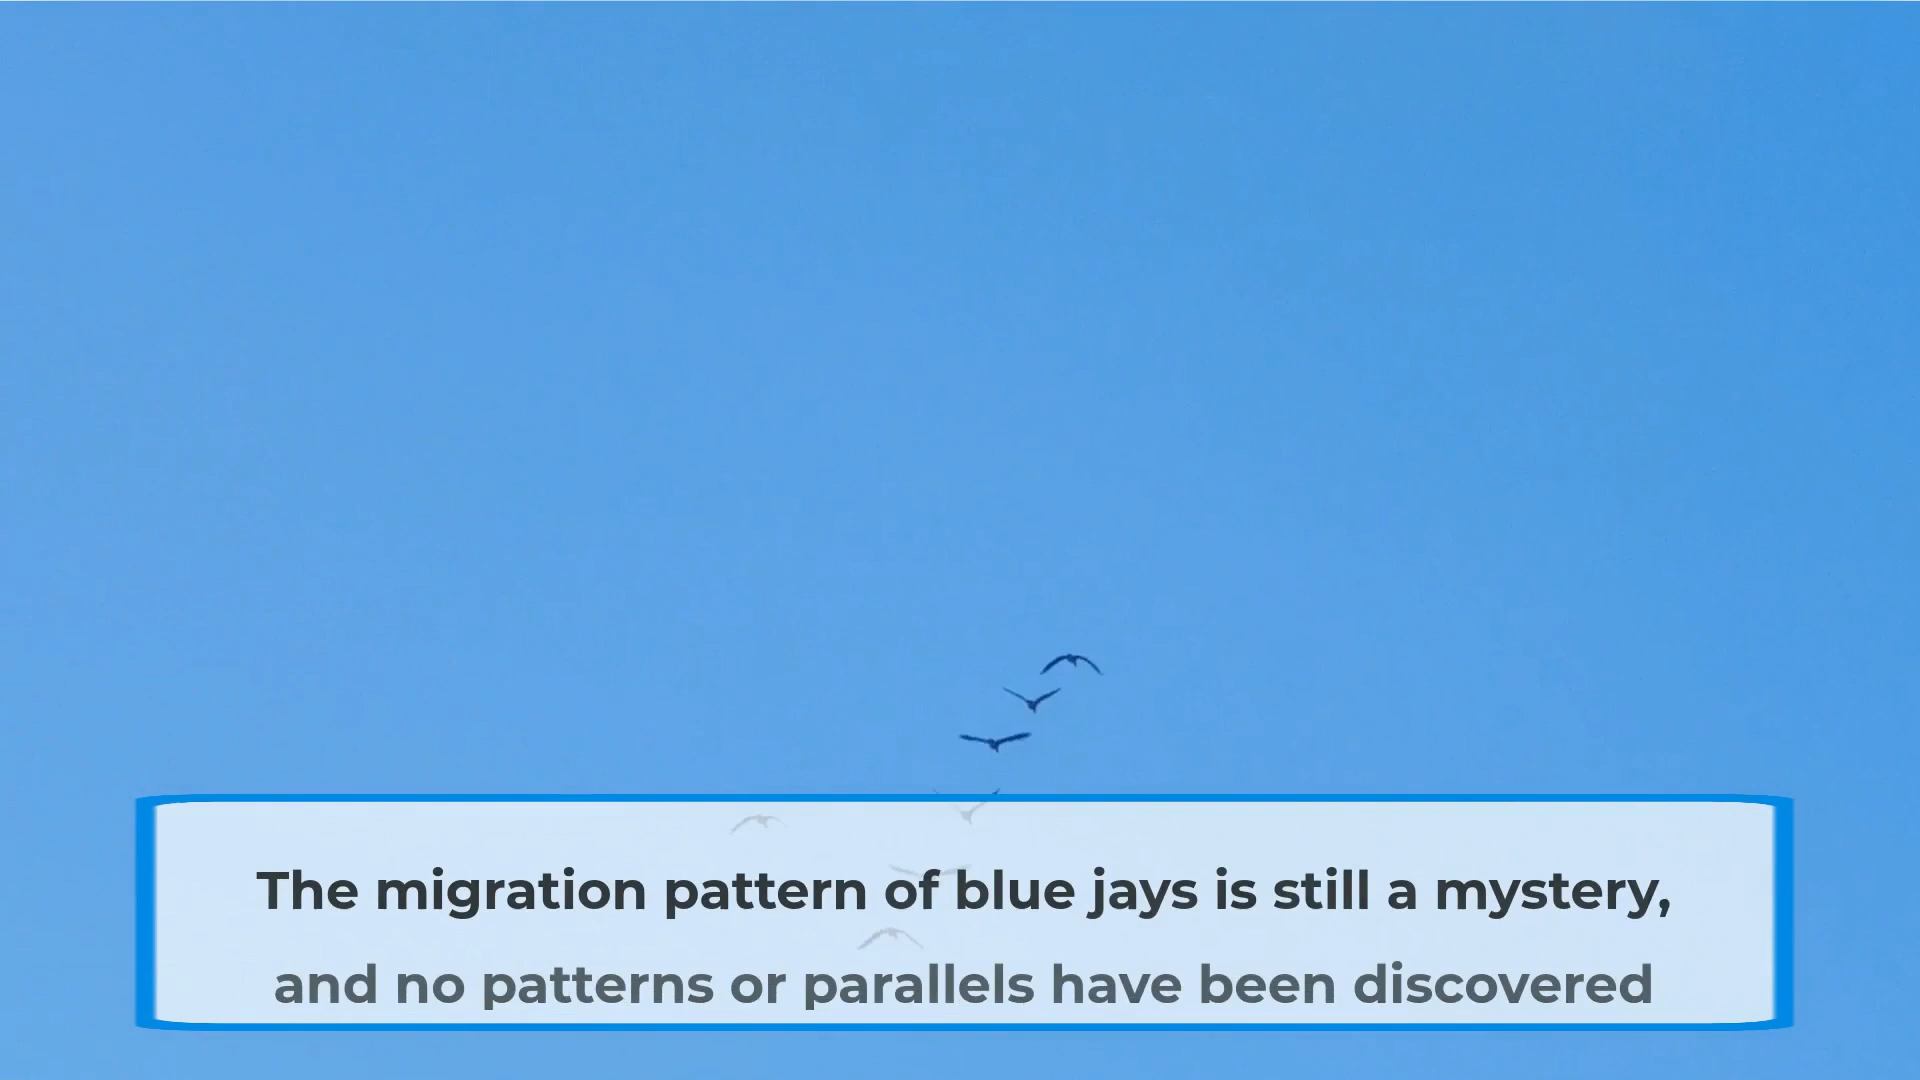 The migration pattern of blue jays is still a mystery,
and no patterns or parallels have been discovered